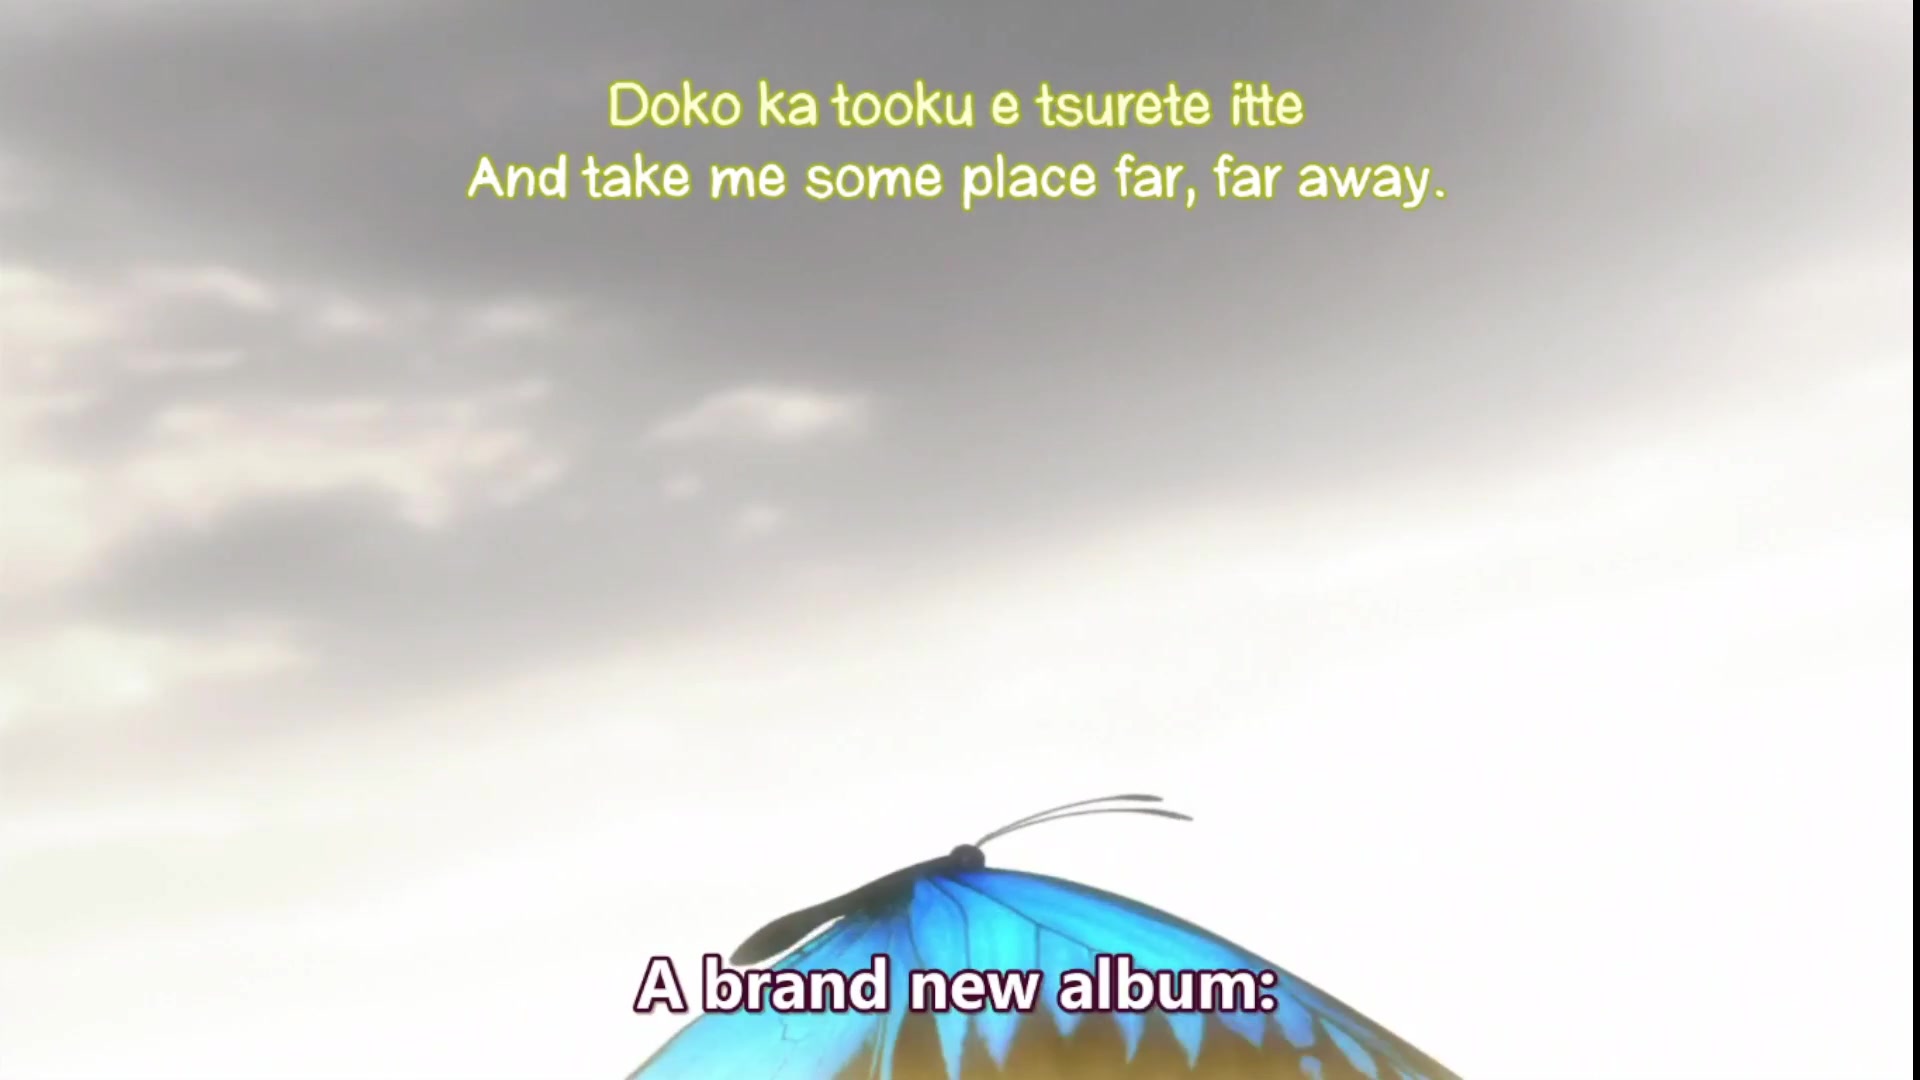 Doko ka tooku e tsurete itte
And take me some place far, far away.
A brand new album: